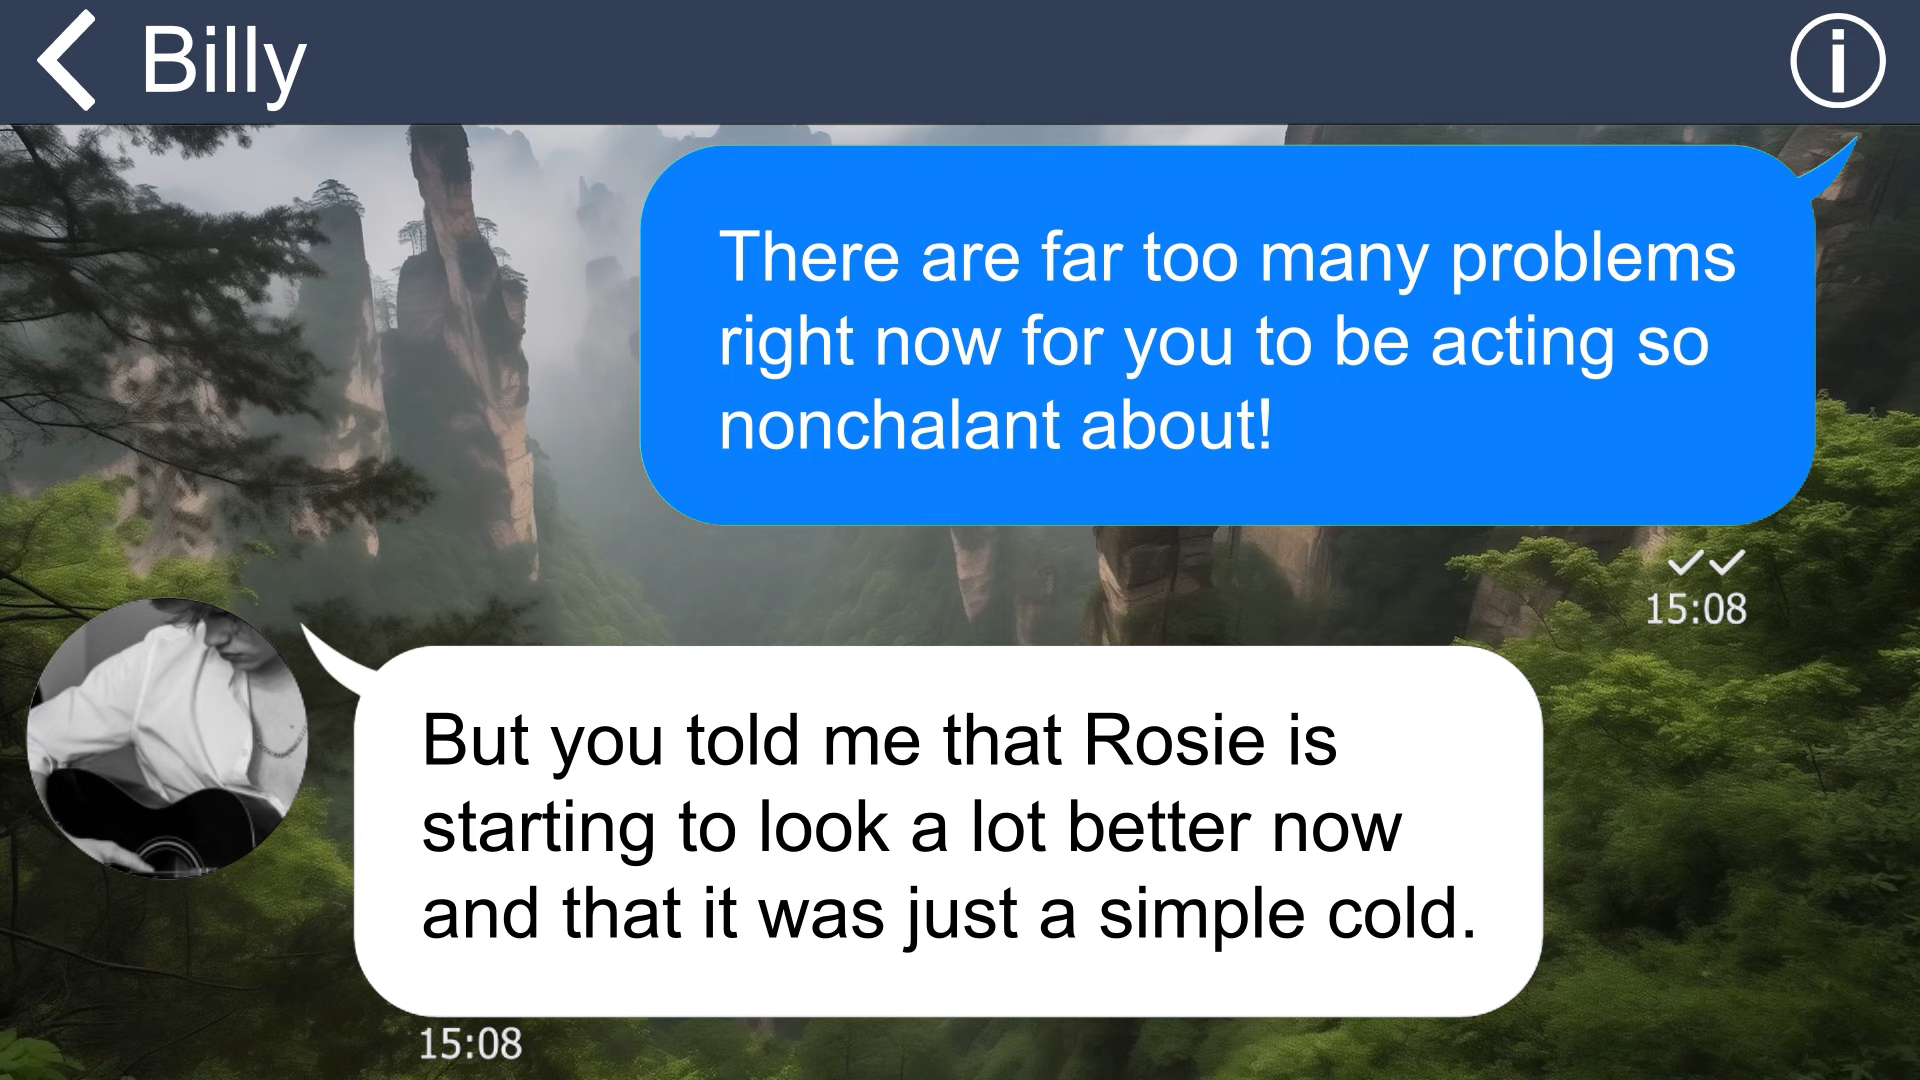 Billy
There are far too many problems
right now for you to be acting so
nonchalant about!
15:08
But you told me that Rosie is
starting to look a lot better now
and that it was just a simple cold.
15:08